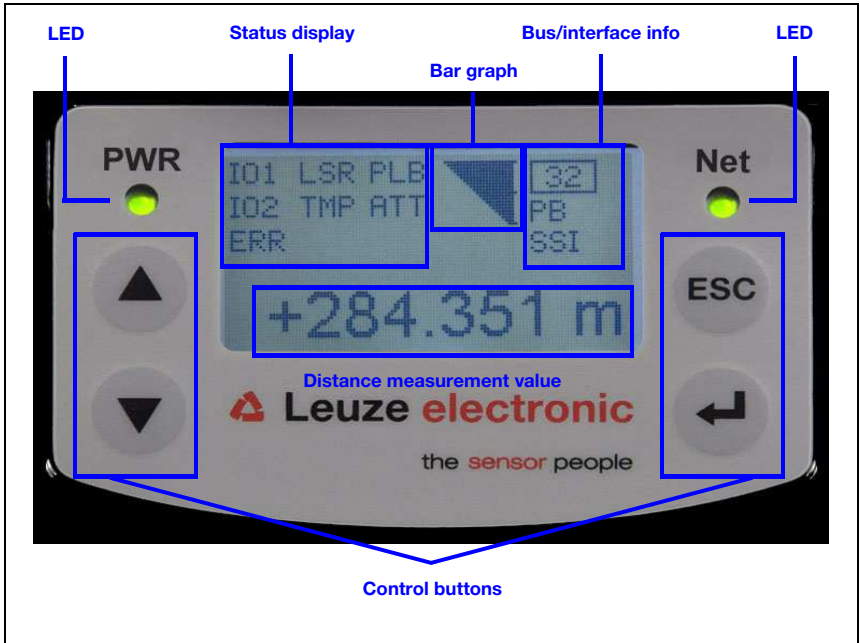 LED
Status display
Bus/interface info
LED
Bar graph
PWR
Net
IO1 LSR PLB
IO2 TMP ATT
ERR
32
PB
SSI
ESC
+284.351 m
Distance measurement value
Leuze electronic
the sensor people
Control buttons